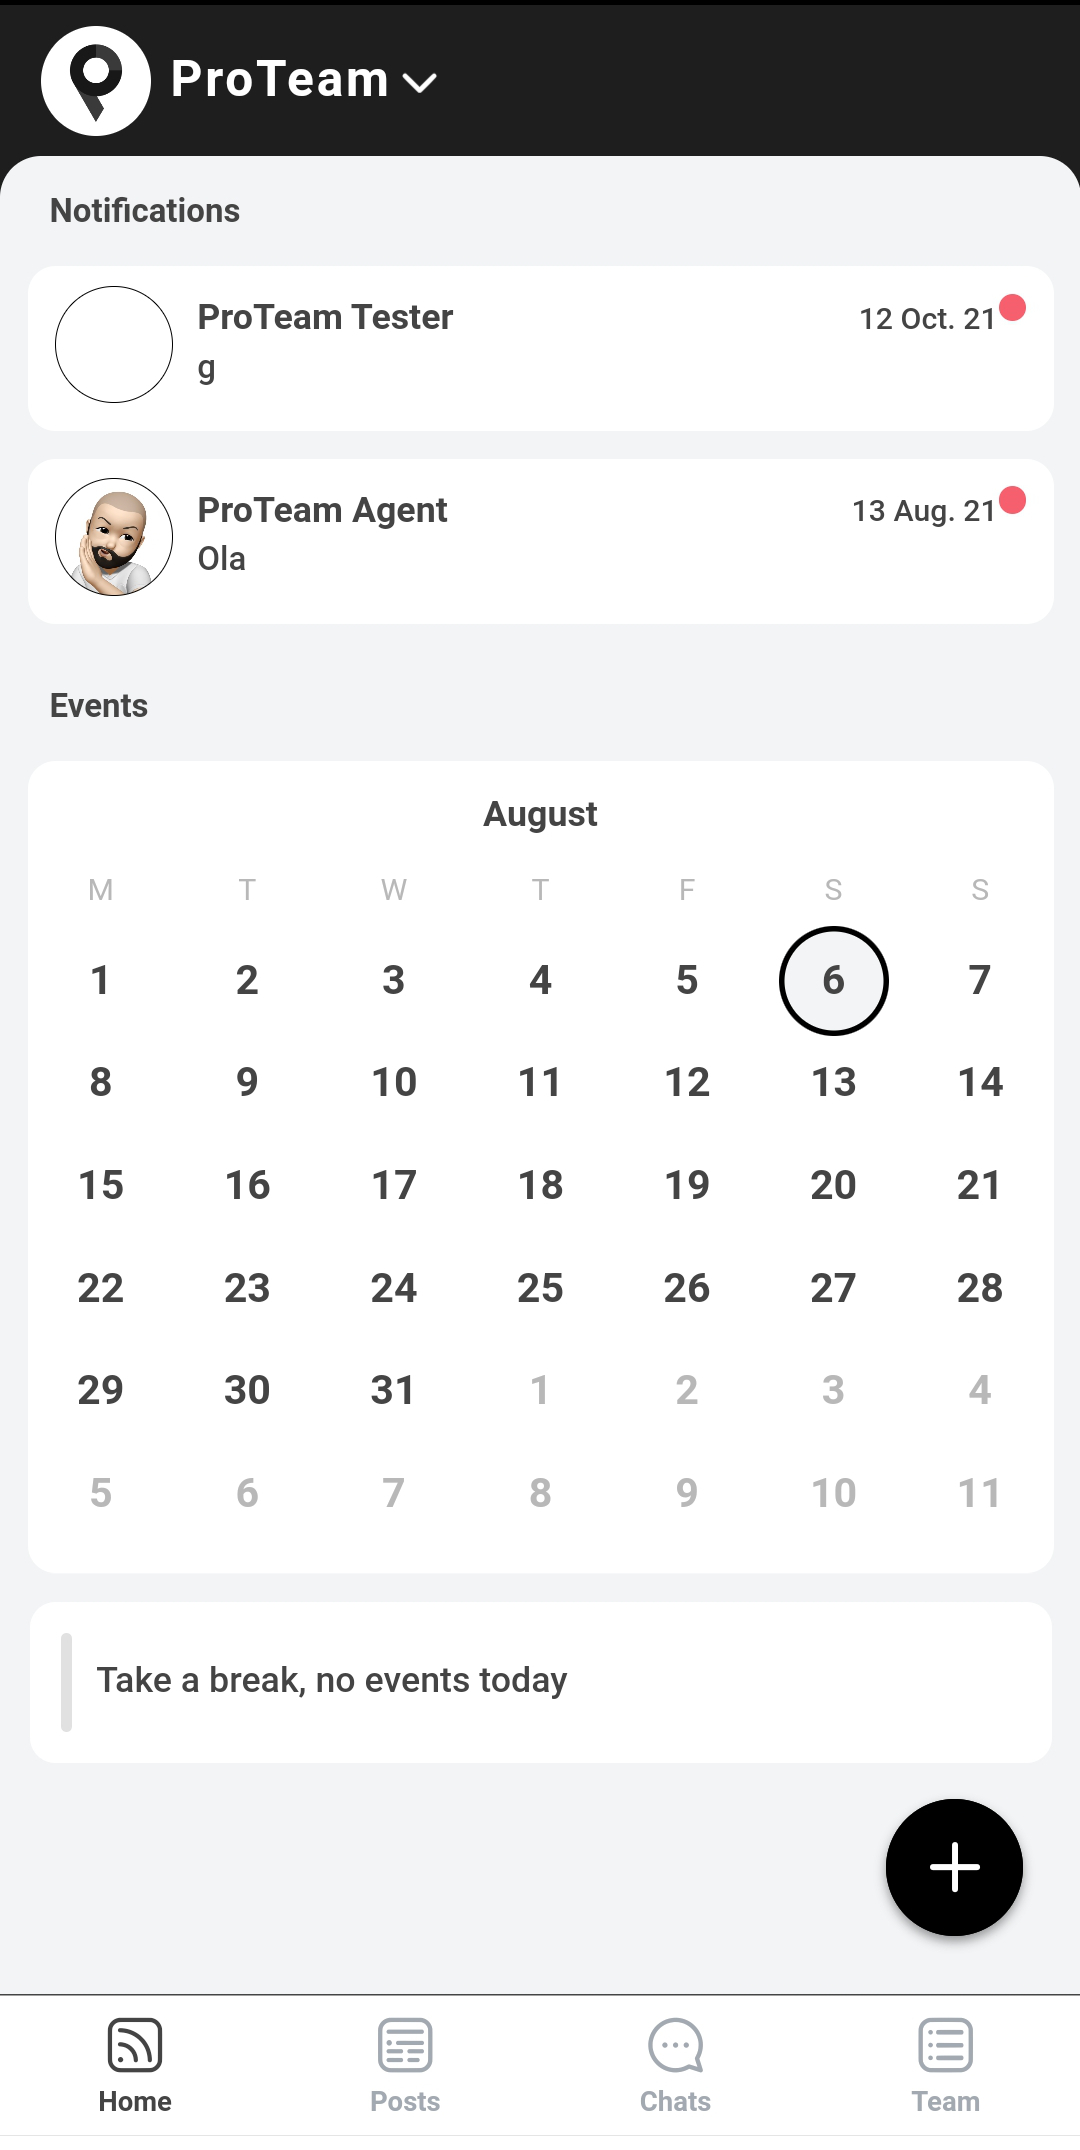 ProTeam
Notifications
ProTeam Tester 12 Oct. 21
g
ProTeam Agent 13 Aug. 21
Ola
Events
August
M T W T F S S
1 2 3 4 5 6 7
8 9 10 11 12 13 14
15 16 17 18 19 20 21
22 23 24 25 26 27 28
29 30 31 1 2 3 4
5 6 7 8 9 10 11
Take a break, no events today
Home Posts Chats Team